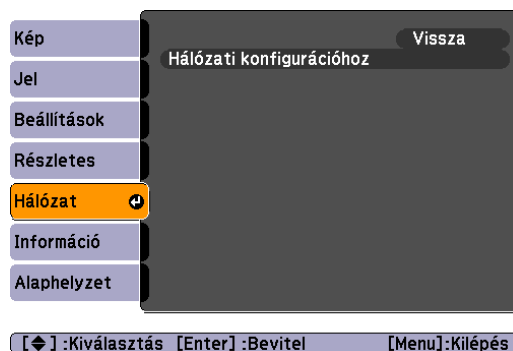 Kép
Jel
Beállítások
Részletes
Hálózat
Információ
Alaphelyzet
Vissza
Hálózati konfigurációhoz
[◆] :Kiválasztás [Enter] :Bevitel [Menu]:Kilépés